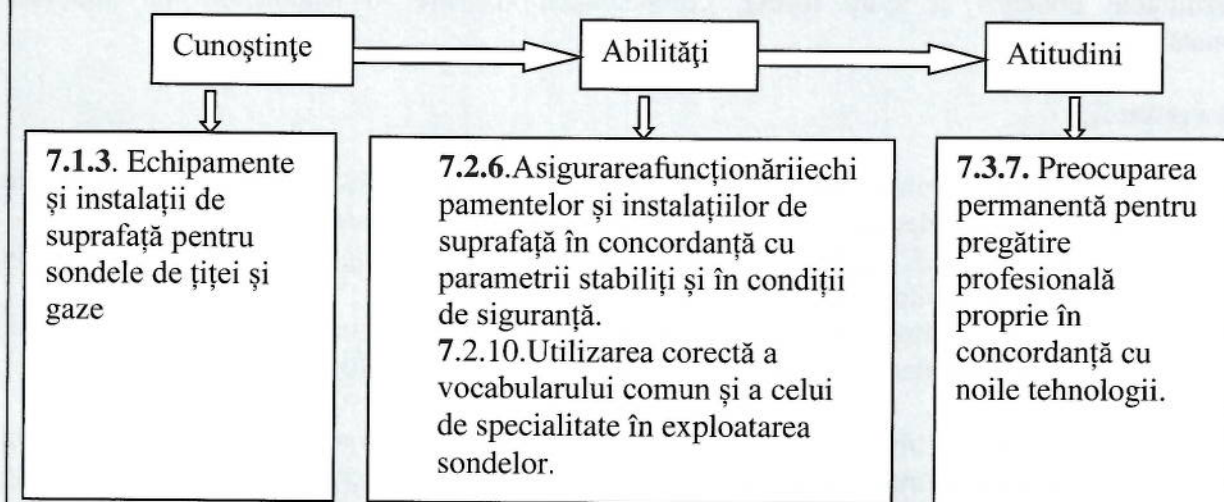 Cunoştinţe
Abilităţi
Atitudini
7.1.3. Echipamente
și instalații de
suprafață pentru
sondele de țiței și
gaze
7.2.6.Asigurareafuncționăriiechi
pamentelor și instalațiilor de
suprafață în concordanță cu
parametrii stabiliți și în condiții
de siguranță.
7.2.10.Utilizarea corectă a
vocabularului comun și a celui
de specialitate în exploatarea
sondelor.
7.3.7. Preocuparea
permanentă pentru
pregătire
profesională
proprie în
concordanță cu
noile tehnologii.